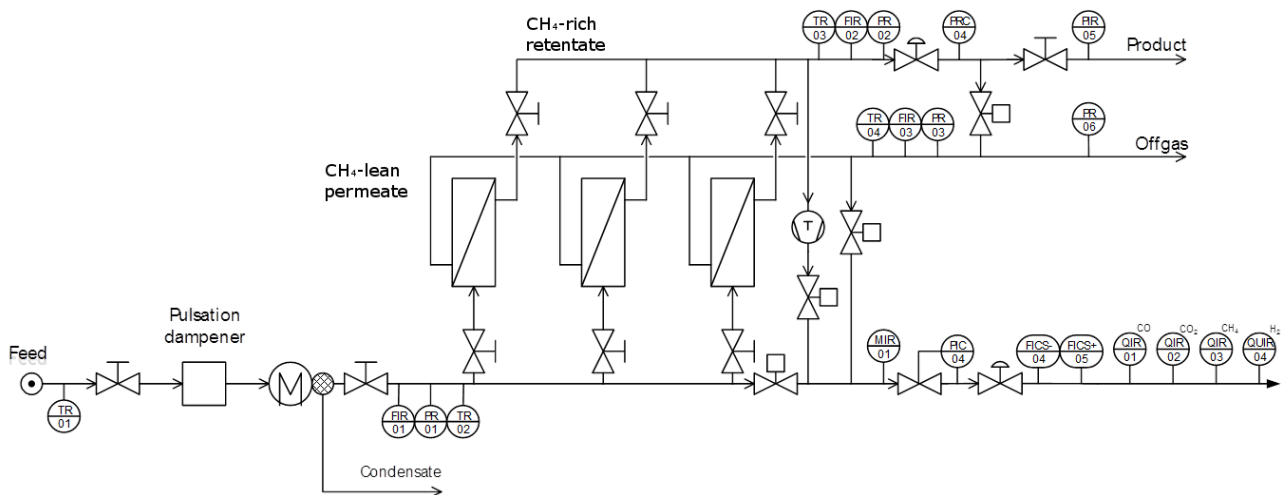 CH₄-rich
retentate
TR
03
FIR
02
PR
02
PRC
04
PIR
05
Product
TR
04
FIR
03
PR
03
PR
06
Offgas
CH₄-lean
permeate
T
Pulsation
dampener
Feed
TR
01
M
FIR
01
PR
01
TR
02
Condensate
MIR
01
PIC
04
FICS-
04
FICS+
05
QIR
01
CO
QIR
02
CO₂
QIR
03
CH₄
QUIR
04
H₂